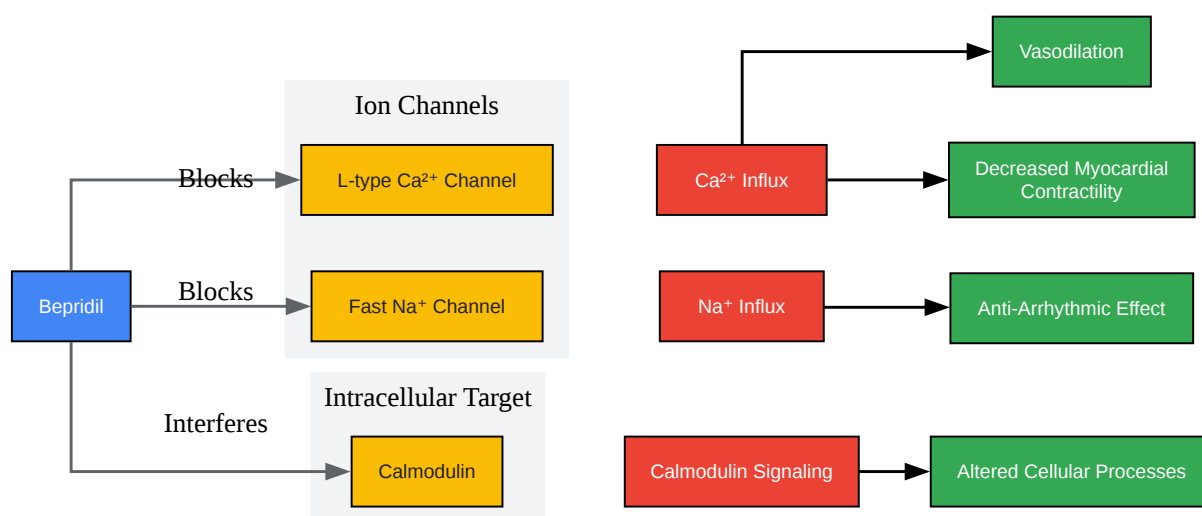 Vasodilation
Ion Channels
Blocks
L-type Ca²⁺ Channel
Ca²⁺ Influx
Decreased Myocardial
Contractility
Bepridil
Blocks
Fast Na⁺ Channel
Na⁺ Influx
Anti-Arrhythmic Effect
Intracellular Target
Interferes
Calmodulin
Calmodulin Signaling
Altered Cellular Processes